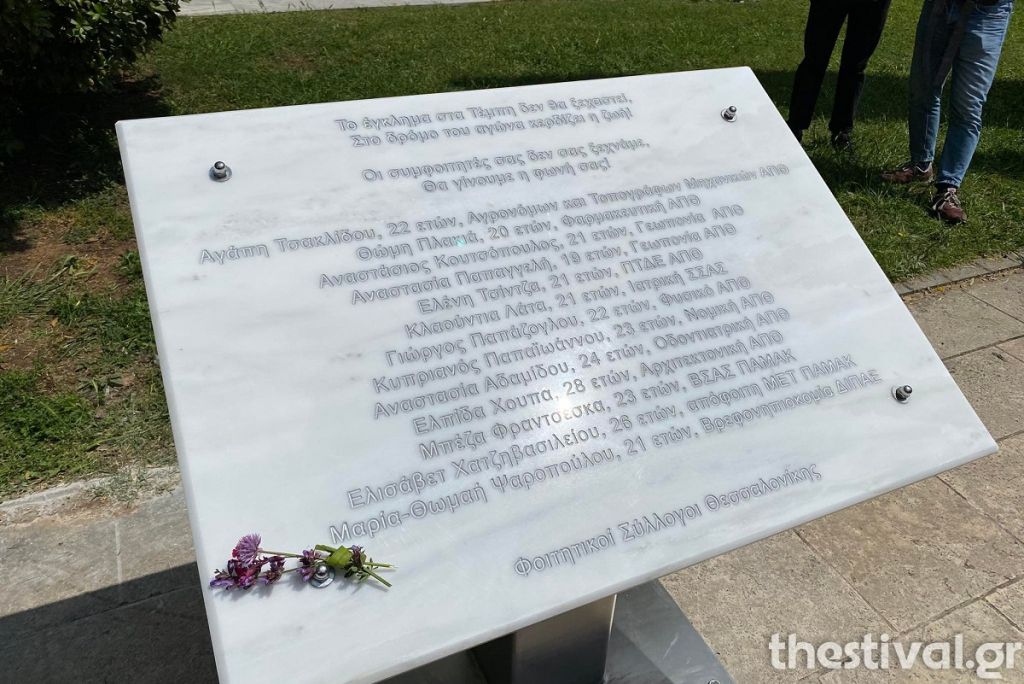 Το έγκλημα στα Τέμπη δεν θα ξεχαστεί,
Στο δρόμο του αγώνα κερδίζει η ζωή!
Οι συμφοιτητές σας δεν σας ξεχνάμε,
Θα γίνουμε η φωνή σας!
Αγάπη Τσακλίδου, 22 ετών, Αγρονόμων και Τοπογράφων Μηχανικών ΑΠΘ
Θώμη Πλακιά, 20 ετών, Φαρμακευτική ΑΠΘ
Αναστάσιος Κουτσόπουλος, 21 ετών, Γεωπονία ΑΠΘ
Αναστασία Παπαγγελή, 19 ετών, Γεωπονία ΑΠΘ
Ελένη Τσίντζα, 21 ετών, ΠΤΔΕ ΑΠΘ
Κλαούντια Λάτα, 21 ετών, Ιατρική ΣΣΑΣ
Γιώργος Παπάζογλου, 22 ετών, Φυσικό ΑΠΘ
Κυπριανός Παπαϊωάννου, 23 ετών, Νομική ΑΠΘ
Αναστασία Αδαμίδου, 24 ετών, Οδοντιατρική ΑΠΘ
Ελπίδα Χούπα, 28 ετών, Αρχιτεκτονική ΑΠΘ
Μπέζα Φραντσέσκα, 23 ετών, ΒΣΑΣ ΠΑΜΑΚ
Ελισάβετ Χατζηβασιλείου, 26 ετών, απόφοιτη ΜΕΤ ΠΑΜΑΚ
Μαρία-Θωμαή Ψαροπούλου, 21 ετών, Βρεφονηπιοκομία ΔΙΠΑΕ
Φοιτητικοί Σύλλογοι Θεσσαλονίκης
thestival.gr